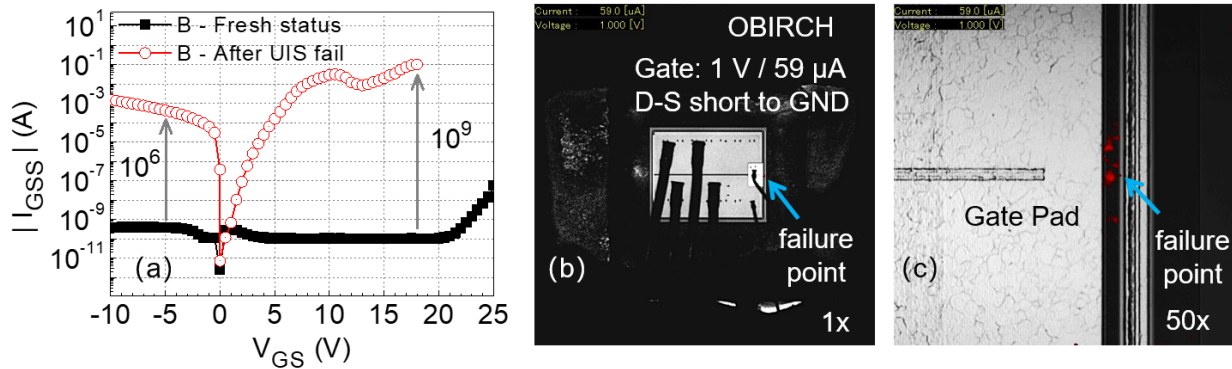 B - Fresh status
B - After UIS fail
10^1
10^-1
10^-3
10^-5
10^-7
10^-9
10^-11
| I_GSS | (A)
10^6
10^9
(a)
-10 -5 0 5 10 15 20 25
V_GS (V)
Current : 59.0 [uA]
Voltage : 1.000 [V]
OBIRCH
Gate: 1 V / 59 µA
D-S short to GND
failure
point
(b)
1x
Current : 59.0 [uA]
Voltage : 1.000 [V]
Gate Pad
failure
point
(c)
50x